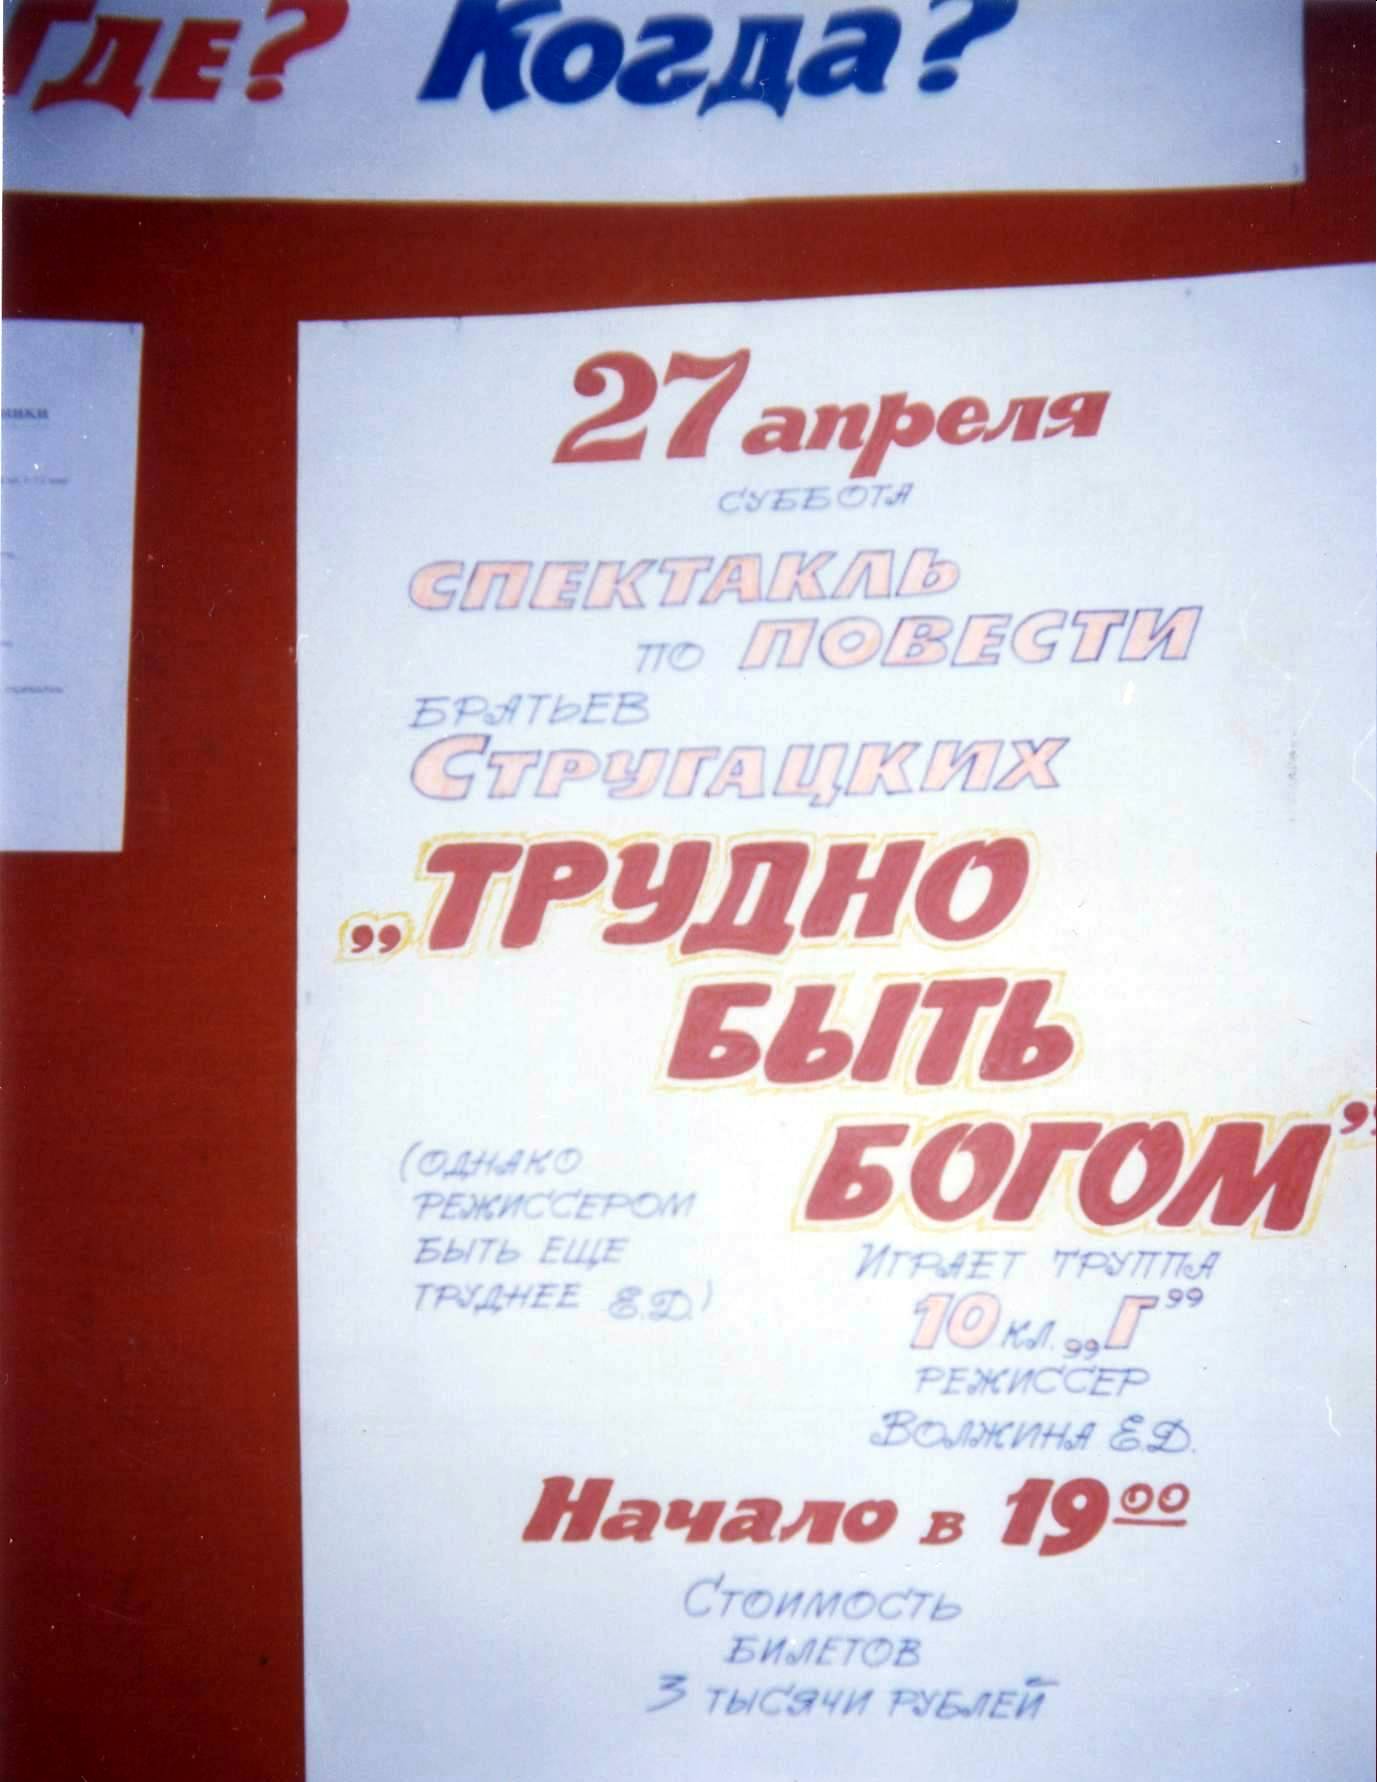 Где? Когда?
27 апреля
СУББОТА
СПЕКТАКЛЬ
ПО ПОВЕСТИ
БРАТЬЕВ
СТРУГАЦКИХ
„ТРУДНО
БЫТЬ
БОГОМ”
(ОДНАКО
РЕЖИССЕРОМ
БЫТЬ ЕЩЕ
ТРУДНЕЕ Е.Д.)
ИГРАЕТ ТРУППА
10 КЛ. „Г”
РЕЖИССЕР
ВОЛЖИНА Е.Д.
Начало в 19⁰⁰
СТОИМОСТЬ
БИЛЕТОВ
3 ТЫСЯЧИ РУБЛЕЙ